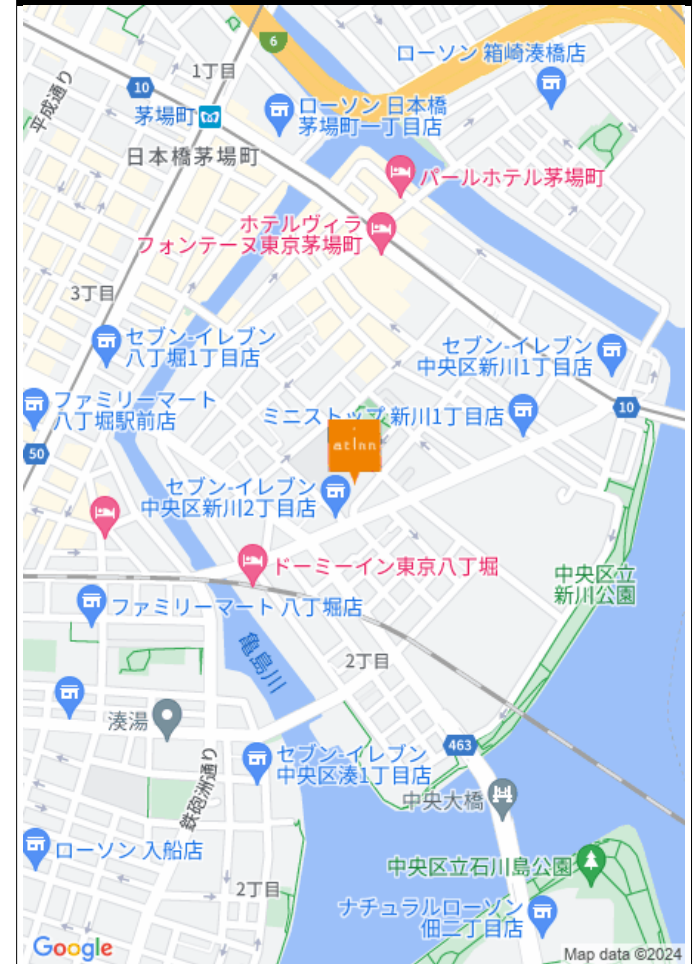 6
ローソン 箱崎湊橋店
1丁目
平成通り
10
茅場町
ローソン 日本橋
茅場町一丁目店
日本橋茅場町
パールホテル茅場町
ホテルヴィラ
フォンテーヌ東京茅場町
3丁目
セブン-イレブン
八丁堀1丁目店
セブン-イレブン
中央区新川1丁目店
ファミリーマート
八丁堀駅前店
ミニストップ 新川1丁目店
10
at Inn
50
セブン-イレブン
中央区新川2丁目店
ドーミーイン東京八丁堀
中央区立
新川公園
ファミリーマート 八丁堀店
亀島川
2丁目
湊湯
463
セブン-イレブン
中央区湊1丁目店
鉄砲洲通り
中央大橋
ローソン 入船店
中央区立石川島公園
2丁目
ナチュラルローソン
佃二丁目店
Google
Map data ©2024